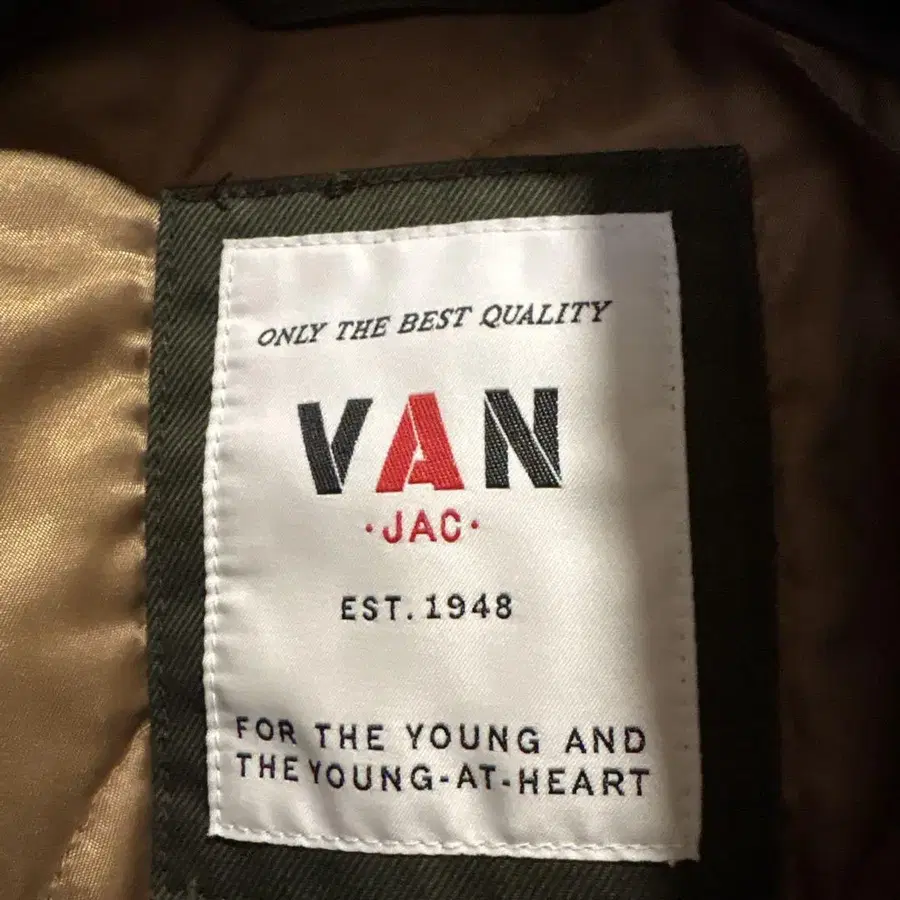 ONLY THE BEST QUALITY
VAN
·JAC·
EST. 1948
FOR THE YOUNG AND
THE YOUNG-AT-HEART